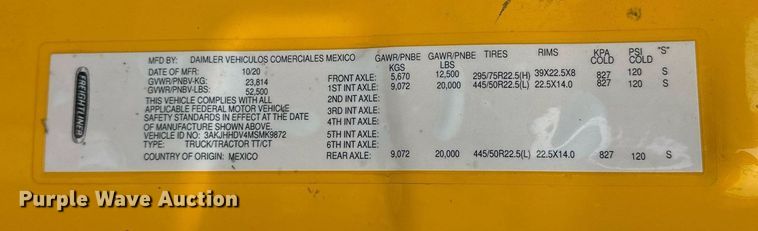 FREIGHTLINER
MFD BY: DAIMLER VEHICULOS COMERCIALES MEXICO
DATE OF MFR: 10/20
GVWR/PNBV-KG: 23,814
GVWR/PNBV-LBS: 52,500
THIS VEHICLE COMPLIES WITH ALL
APPLICABLE FEDERAL MOTOR VEHICLE
SAFETY STANDARDS IN EFFECT AT THE
DATE OF MFR SHOWN ABOVE.
VEHICLE ID: 3AKJHHDV4MSMK9872
TYPE: TRUCK/TRACTOR TT/CT
COUNTRY OF ORIGIN: MEXICO
GAWR/PNBE KGS GAWR/PNBE LBS TIRES RIMS KPA COLD PSI COLD "S"
FRONT AXLE: 5,670 12,500 295/75R22.5(H) 39X22.5X8 827 120 S
1ST INT AXLE: 9,072 20,000 445/50R22.5(L) 22.5X14.0 827 120 S
2ND INT AXLE:
3RD INT AXLE:
4TH INT AXLE:
5TH INT AXLE:
6TH INT AXLE:
REAR AXLE: 9,072 20,000 445/50R22.5(L) 22.5X14.0 827 120 S
Purple Wave Auction